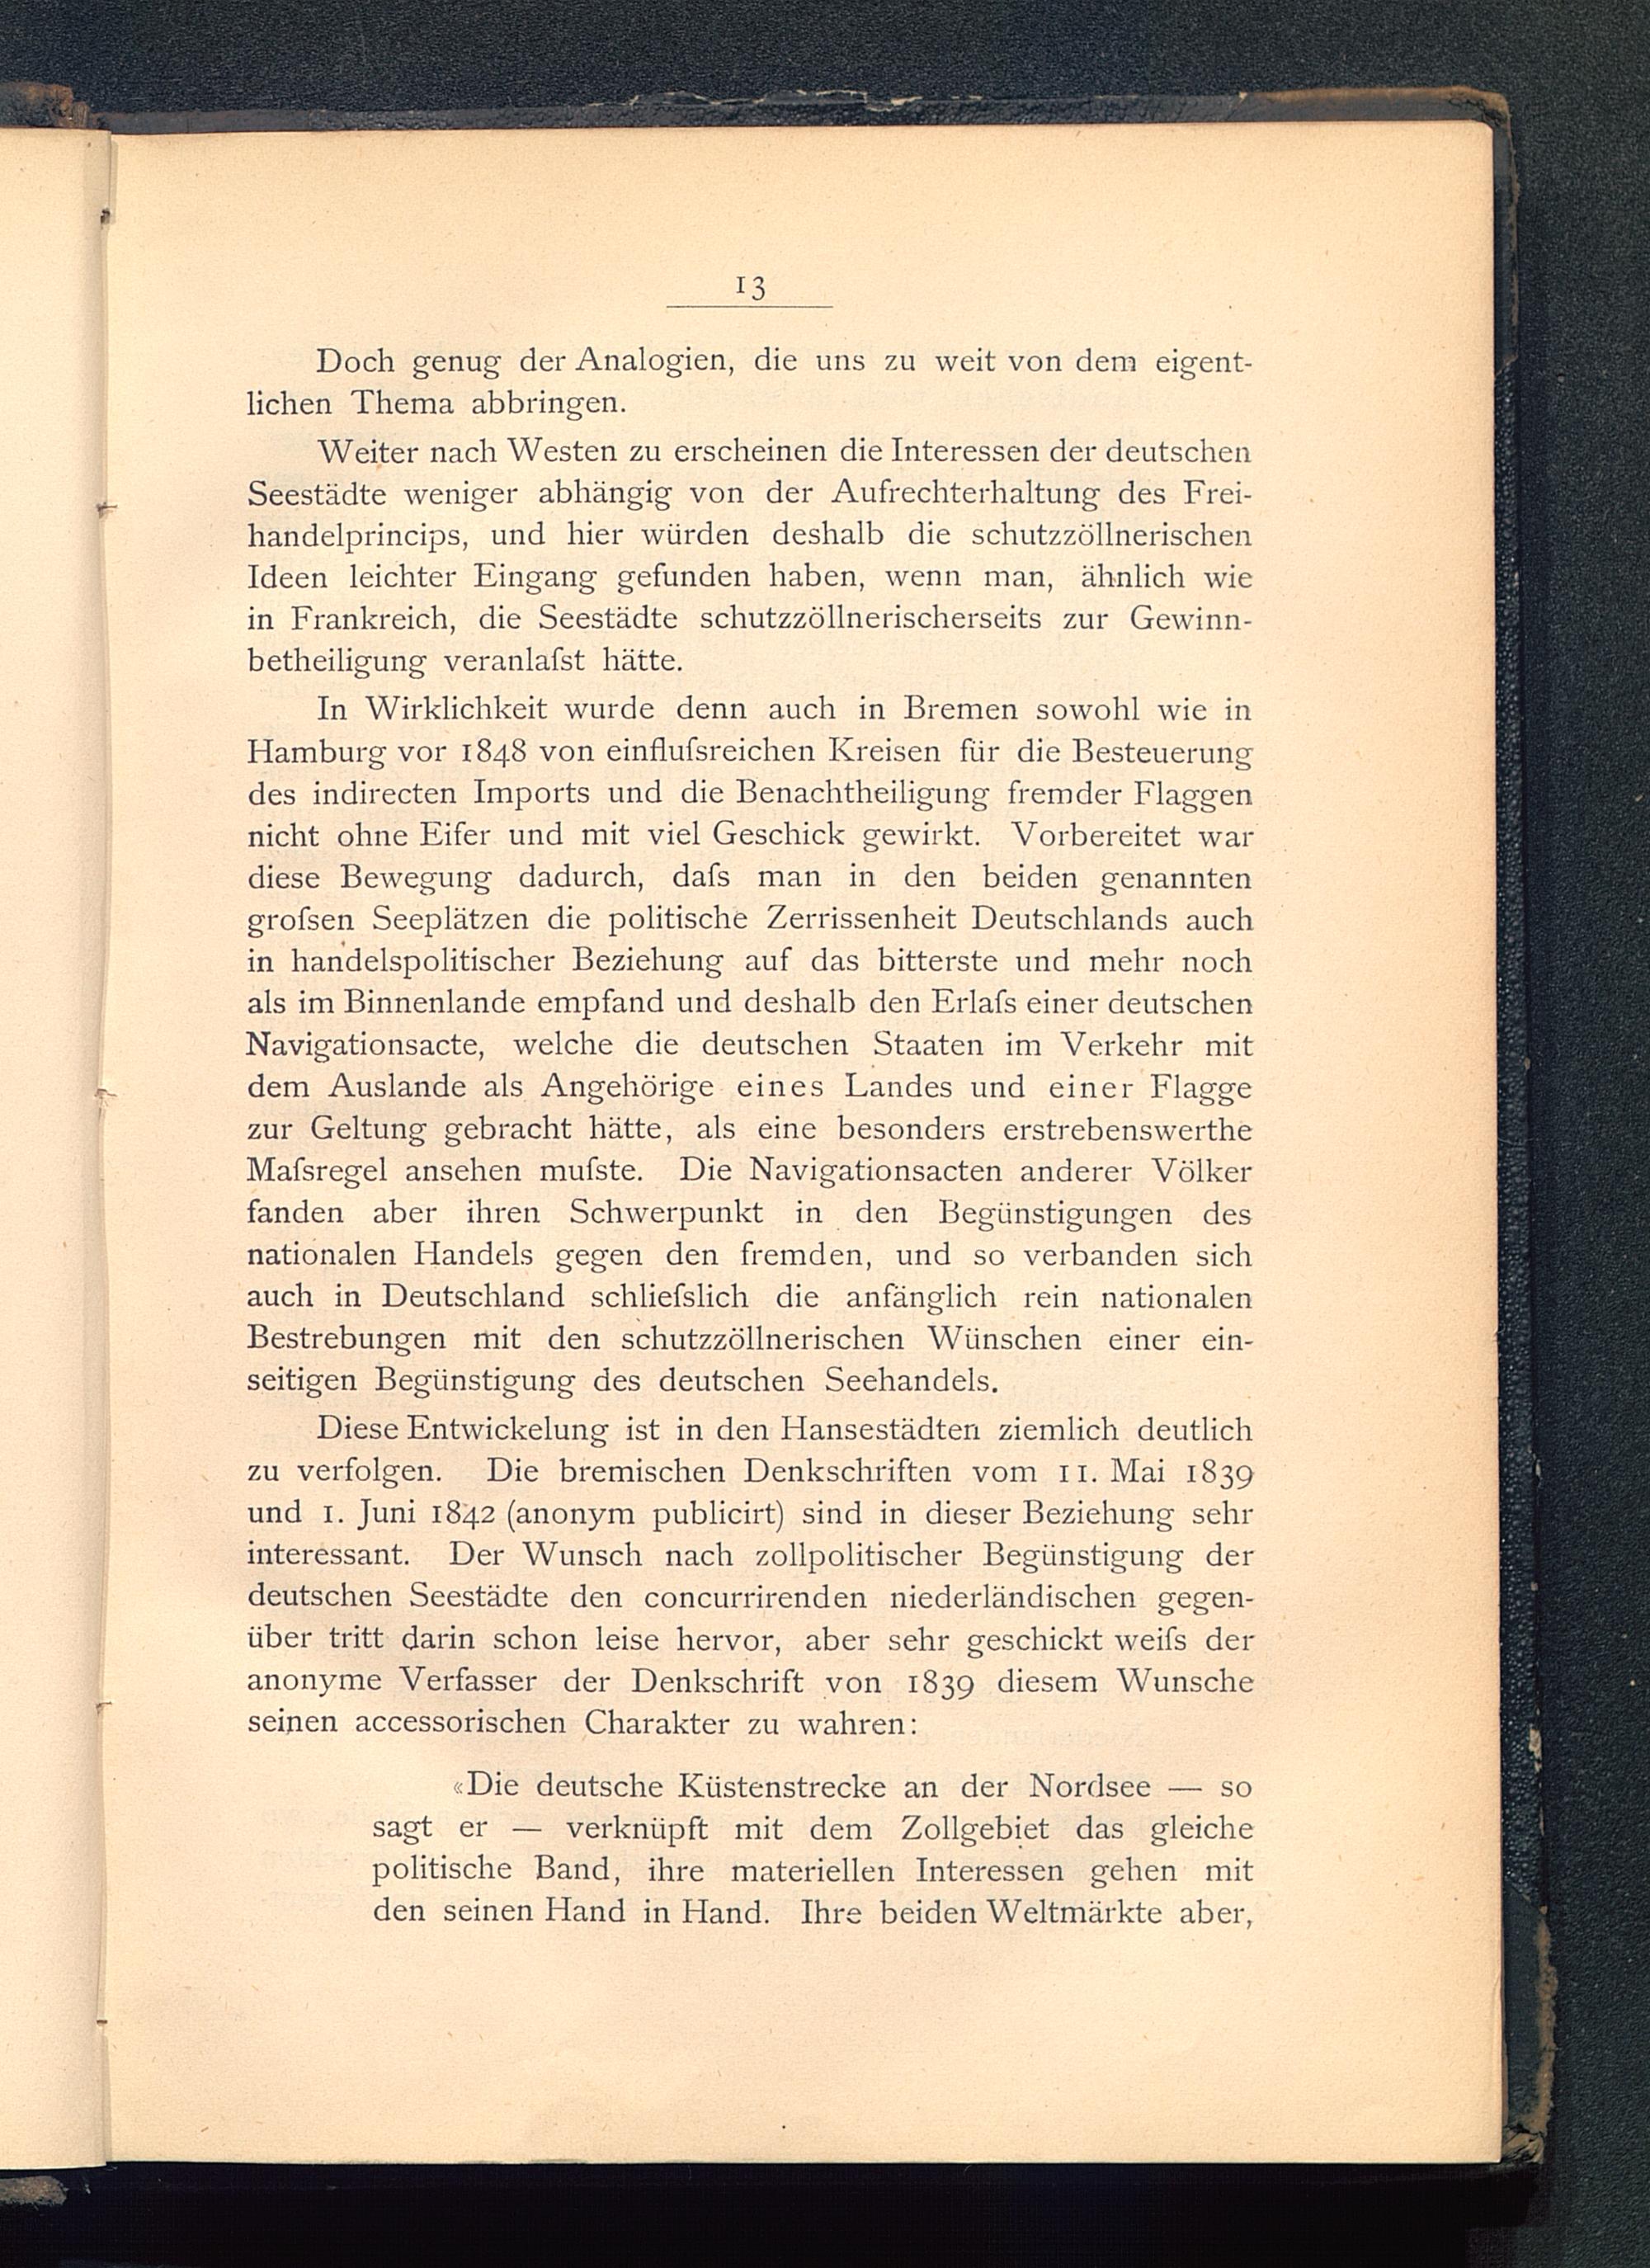 13
Doch genug der Analogien, die uns zu weit von dem eigent-
lichen Thema abbringen.
Weiter nach Westen zu erscheinen die Interessen der deutschen
Seestädte weniger abhängig von der Aufrechterhaltung des Frei-
handelprincips, und hier würden deshalb die schutzzöllnerischen
Ideen leichter Eingang gefunden haben, wenn man, ähnlich wie
in Frankreich, die Seestädte schutzzöllnerischerseits zur Gewinn-
betheiligung veranlaſst hätte.
In Wirklichkeit wurde denn auch in Bremen sowohl wie in
Hamburg vor 1848 von einfluſsreichen Kreisen für die Besteuerung
des indirecten Imports und die Benachtheiligung fremder Flaggen
nicht ohne Eifer und mit viel Geschick gewirkt. Vorbereitet war
diese Bewegung dadurch, daſs man in den beiden genannten
groſsen Seeplätzen die politische Zerrissenheit Deutschlands auch
in handelspolitischer Beziehung auf das bitterste und mehr noch
als im Binnenlande empfand und deshalb den Erlaſs einer deutschen
Navigationsacte, welche die deutschen Staaten im Verkehr mit
dem Auslande als Angehörige eines Landes und einer Flagge
zur Geltung gebracht hätte, als eine besonders erstrebenswerthe
Maſsregel ansehen muſste. Die Navigationsacten anderer Völker
fanden aber ihren Schwerpunkt in den Begünstigungen des
nationalen Handels gegen den fremden, und so verbanden sich
auch in Deutschland schlieſslich die anfänglich rein nationalen
Bestrebungen mit den schutzzöllnerischen Wünschen einer ein-
seitigen Begünstigung des deutschen Seehandels.
Diese Entwickelung ist in den Hansestädten ziemlich deutlich
zu verfolgen. Die bremischen Denkschriften vom 11. Mai 1839
und 1. Juni 1842 (anonym publicirt) sind in dieser Beziehung sehr
interessant. Der Wunsch nach zollpolitischer Begünstigung der
deutschen Seestädte den concurrirenden niederländischen gegen-
über tritt darin schon leise hervor, aber sehr geschickt weiſs der
anonyme Verfasser der Denkschrift von 1839 diesem Wunsche
seinen accessorischen Charakter zu wahren:
«Die deutsche Küstenstrecke an der Nordsee — so
sagt er — verknüpft mit dem Zollgebiet das gleiche
politische Band, ihre materiellen Interessen gehen mit
den seinen Hand in Hand. Ihre beiden Weltmärkte aber,